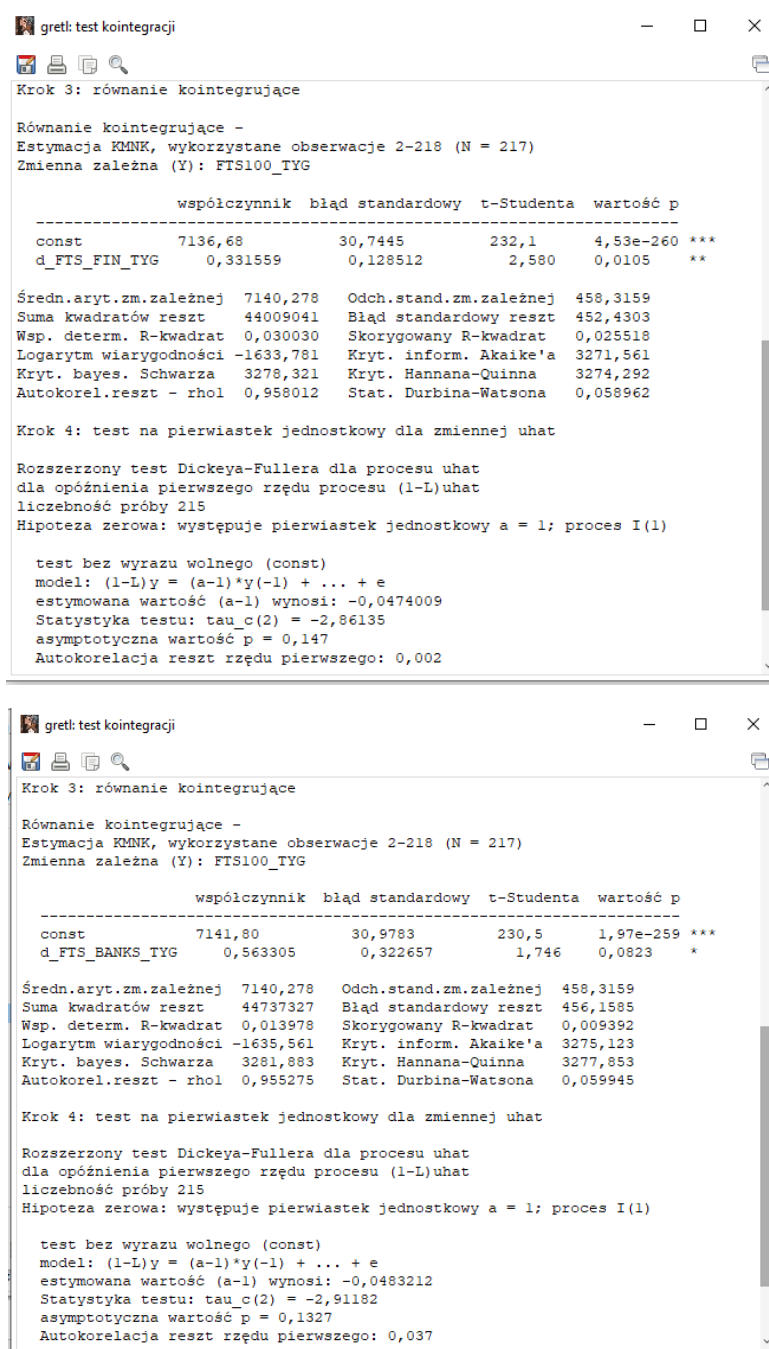 gretl: test kointegracji
Krok 3: równanie kointegrujące
Równanie kointegrujące -
Estymacja KMNK, wykorzystane obserwacje 2-218 (N = 217)
Zmienna zależna (Y): FTS100_TYG
współczynnik błąd standardowy t-Studenta wartość p
-------------------------------------------------------------------
const 7136,68 30,7445 232,1 4,53e-260 ***
d_FTS_FIN_TYG 0,331559 0,128512 2,580 0,0105 **
Średn.aryt.zm.zależnej 7140,278 Odch.stand.zm.zależnej 458,3159
Suma kwadratów reszt 44009041 Błąd standardowy reszt 452,4303
Wsp. determ. R-kwadrat 0,030030 Skorygowany R-kwadrat 0,025518
Logarytm wiarygodności -1633,781 Kryt. inform. Akaike'a 3271,561
Kryt. bayes. Schwarza 3278,321 Kryt. Hannana-Quinna 3274,292
Autokorel.reszt - rho1 0,958012 Stat. Durbina-Watsona 0,058962
Krok 4: test na pierwiastek jednostkowy dla zmiennej uhat
Rozszerzony test Dickeya-Fullera dla procesu uhat
dla opóźnienia pierwszego rzędu procesu (1-L)uhat
liczebność próby 215
Hipoteza zerowa: występuje pierwiastek jednostkowy a = 1; proces I(1)
test bez wyrazu wolnego (const)
model: (1-L)y = (a-1)*y(-1) + ... + e
estymowana wartość (a-1) wynosi: -0,0474009
Statystyka testu: tau_c(2) = -2,86135
asymptotyczna wartość p = 0,147
Autokorelacja reszt rzędu pierwszego: 0,002
gretl: test kointegracji
Krok 3: równanie kointegrujące
Równanie kointegrujące -
Estymacja KMNK, wykorzystane obserwacje 2-218 (N = 217)
Zmienna zależna (Y): FTS100_TYG
współczynnik błąd standardowy t-Studenta wartość p
-------------------------------------------------------------------
const 7141,80 30,9783 230,5 1,97e-259 ***
d_FTS_BANKS_TYG 0,563305 0,322657 1,746 0,0823 *
Średn.aryt.zm.zależnej 7140,278 Odch.stand.zm.zależnej 458,3159
Suma kwadratów reszt 44737327 Błąd standardowy reszt 456,1585
Wsp. determ. R-kwadrat 0,013978 Skorygowany R-kwadrat 0,009392
Logarytm wiarygodności -1635,561 Kryt. inform. Akaike'a 3275,123
Kryt. bayes. Schwarza 3281,883 Kryt. Hannana-Quinna 3277,853
Autokorel.reszt - rho1 0,955275 Stat. Durbina-Watsona 0,059945
Krok 4: test na pierwiastek jednostkowy dla zmiennej uhat
Rozszerzony test Dickeya-Fullera dla procesu uhat
dla opóźnienia pierwszego rzędu procesu (1-L)uhat
liczebność próby 215
Hipoteza zerowa: występuje pierwiastek jednostkowy a = 1; proces I(1)
test bez wyrazu wolnego (const)
model: (1-L)y = (a-1)*y(-1) + ... + e
estymowana wartość (a-1) wynosi: -0,0483212
Statystyka testu: tau_c(2) = -2,91182
asymptotyczna wartość p = 0,1327
Autokorelacja reszt rzędu pierwszego: 0,037